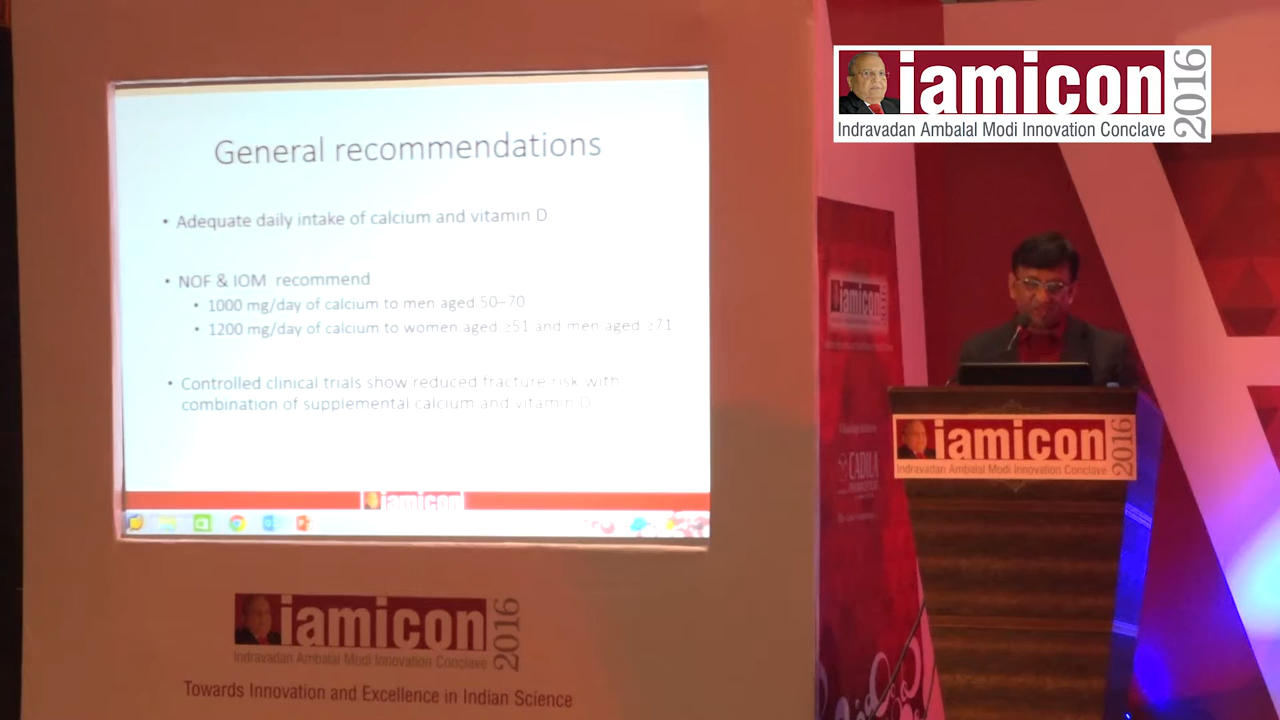 General recommendations
• Adequate daily intake of calcium and vitamin D
• NOF & IOM recommend
• 1000 mg/day of calcium to men aged 50–70
• 1200 mg/day of calcium to women aged ≥51 and men aged ≥71
• Controlled clinical trials show reduced fracture risk with
combination of supplemental calcium and vitamin D
iamicon
iamicon 2016
Indravadan Ambalal Modi Innovation Conclave
Towards Innovation and Excellence in Indian Science
iamicon 2016
Indravadan Ambalal Modi Innovation Conclave
iamicon
CADILA
iamicon 2016
Indravadan Ambalal Modi Innovation Conclave